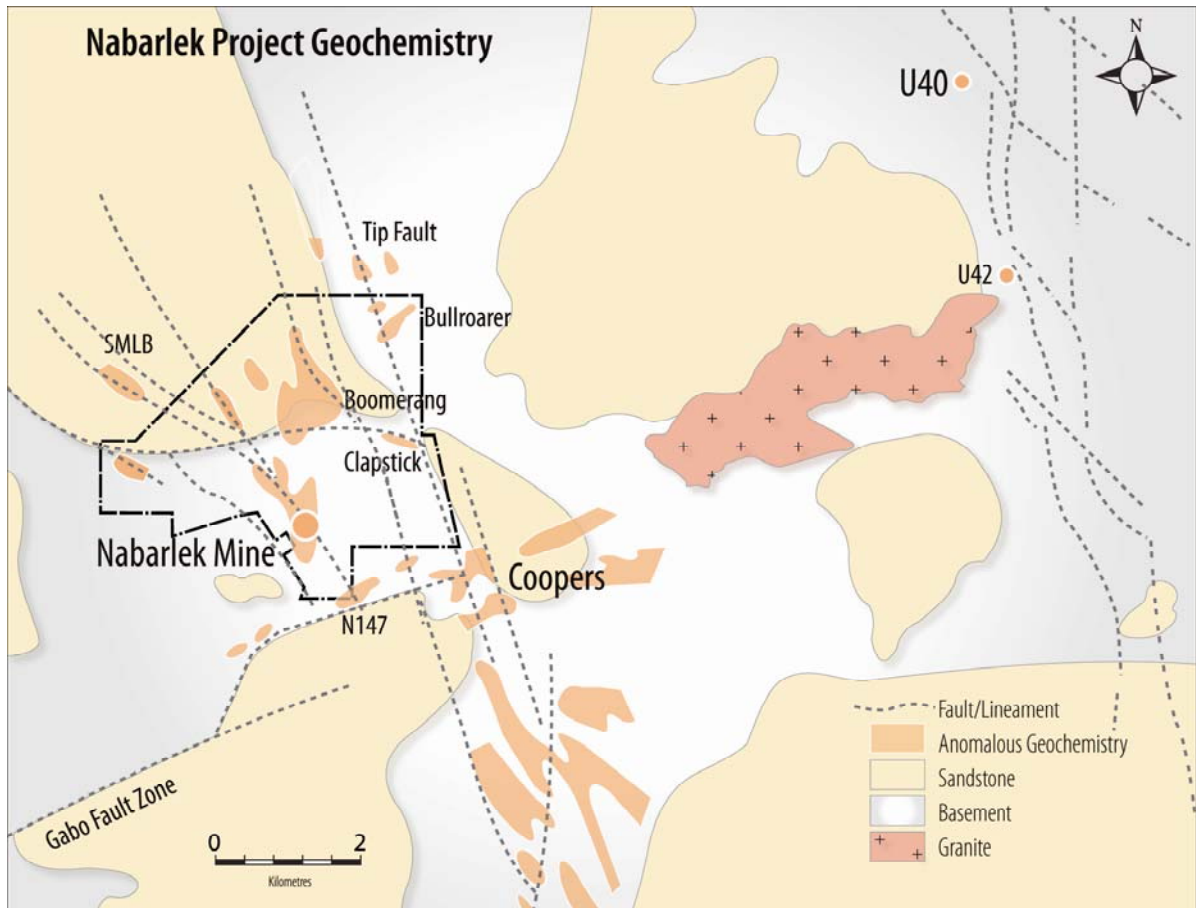 Nabarlek Project Geochemistry
N
U40
Tip Fault
U42
Bullroarer
SMLB
Boomerang
Clapstick
Nabarlek Mine
Coopers
N147
Fault/Lineament
Anomalous Geochemistry
Sandstone
Basement
Granite
Gabo Fault Zone
0 2
Kilometres